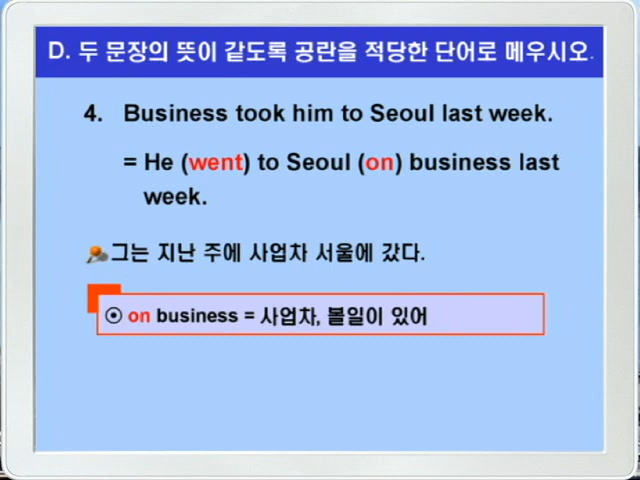 D. 두 문장의 뜻이 같도록 공란을 적당한 단어로 메우시오.
4. Business took him to Seoul last week.
= He (went) to Seoul (on) business last
week.
그는 지난 주에 사업차 서울에 갔다.
⊙ on business = 사업차, 볼일이 있어